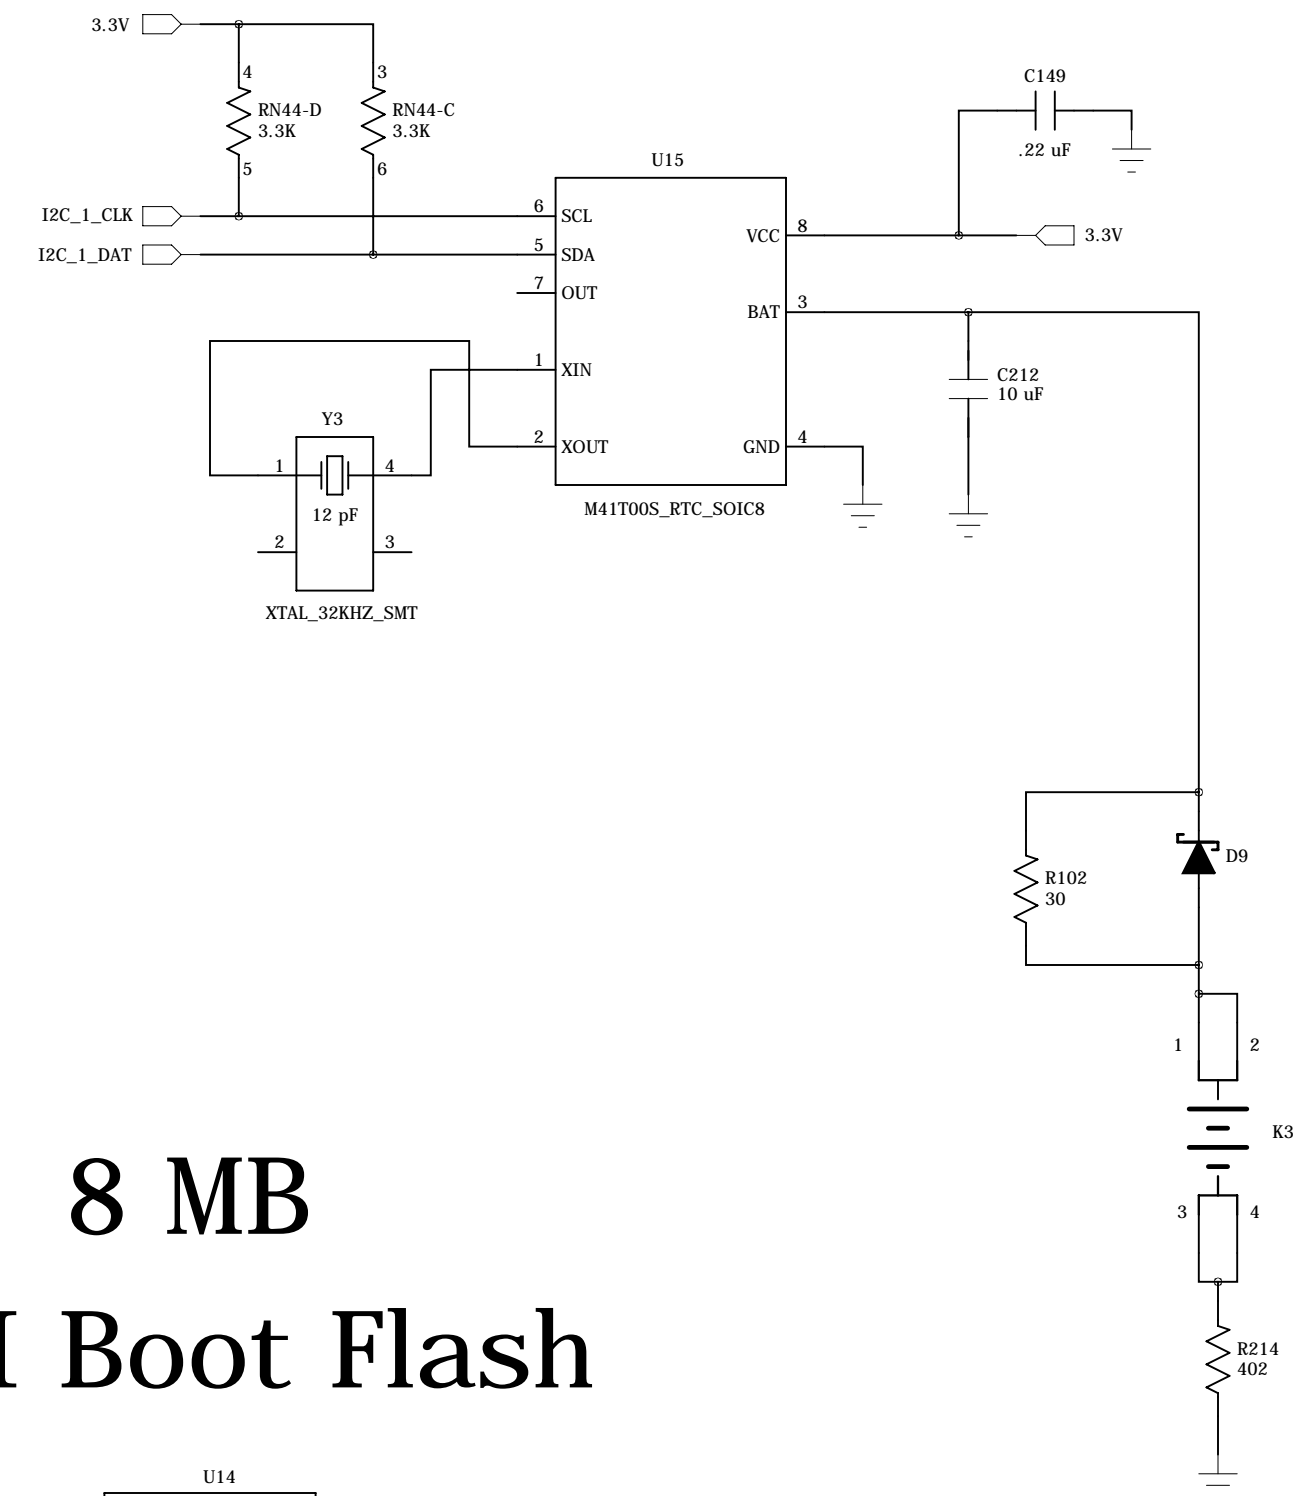 3.3V
4
3
RN44-D
3.3K
RN44-C
3.3K
5
6
C149
.22 uF
U15
I2C_1_CLK
6
SCL
I2C_1_DAT
5
SDA
7
OUT
VCC
8
3.3V
BAT
3
1
XIN
C212
10 uF
Y3
2
XOUT
GND
4
1
4
12 pF
M41T00S_RTC_SOIC8
2
3
XTAL_32KHZ_SMT
D9
R102
30
1
2
K3
3
4
8 MB
I Boot Flash
R214
402
U14